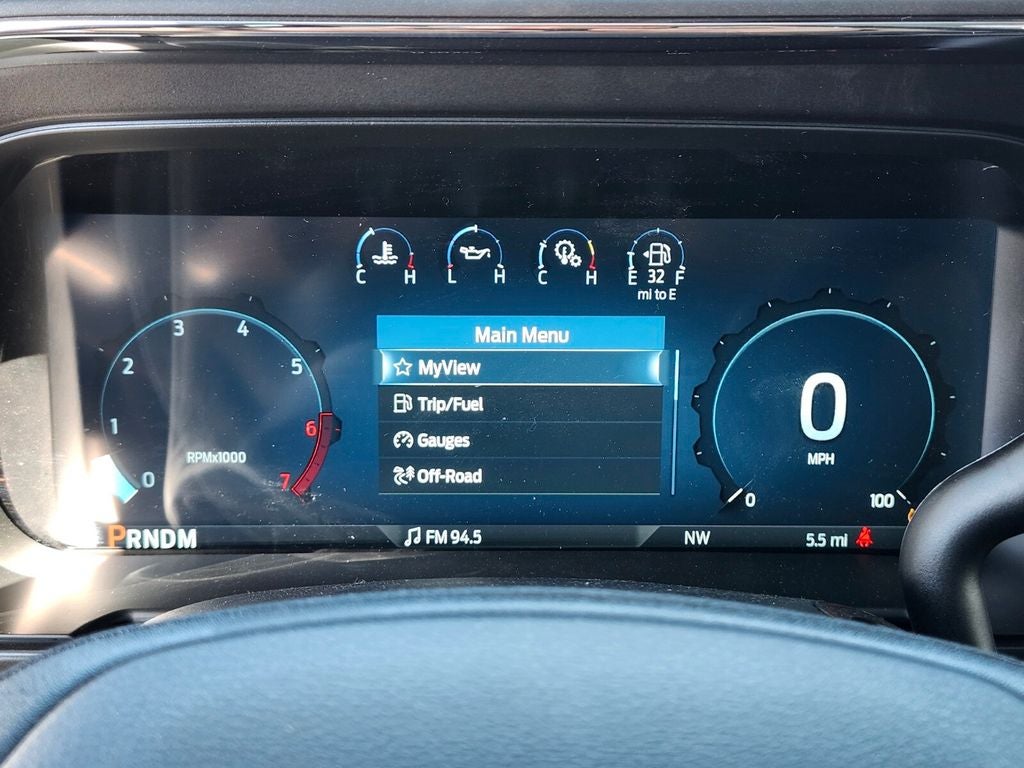 C H
L H
C H
E 32 F
mi to E
0
1
2
3
4
5
6
7
RPMx1000
Main Menu
MyView
Trip/Fuel
Gauges
Off-Road
0
MPH
0
100
PRNDM
FM 94.5
NW
5.5 mi